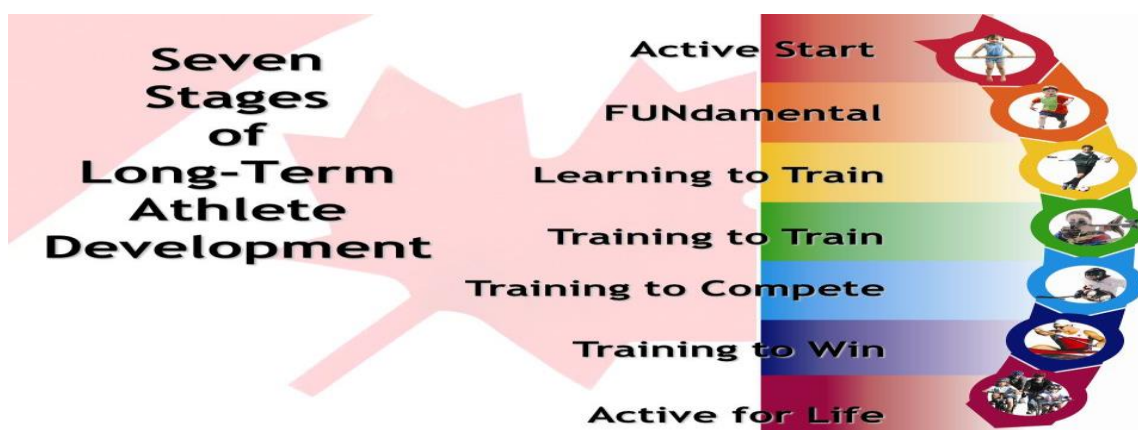 Seven
Stages
of
Long-Term
Athlete
Development
Active Start
FUNdamental
Learning to Train
Training to Train
Training to Compete
Training to Win
Active for Life